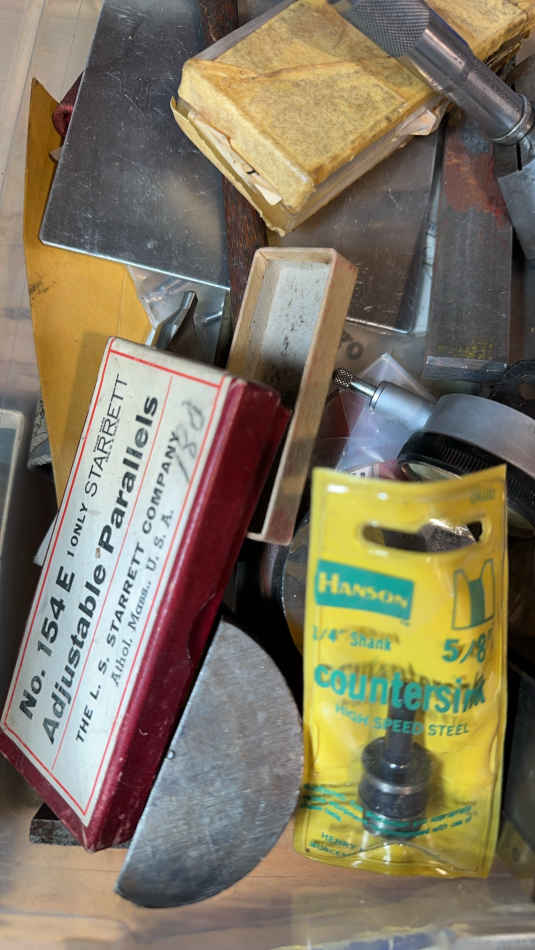 No. 154 E 1 ONLY STARRETT
Adjustable Parallels
THE L. S. STARRETT COMPANY
Athol, Mass., U. S. A.
180
HANSON
1/4" Shank
5/8"
countersink
HIGH SPEED STEEL